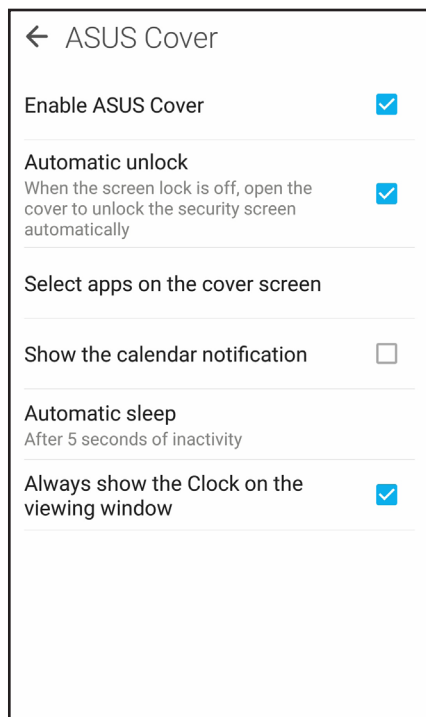 ASUS Cover
Enable ASUS Cover
Automatic unlock
When the screen lock is off, open the
cover to unlock the security screen
automatically
Select apps on the cover screen
Show the calendar notification
Automatic sleep
After 5 seconds of inactivity
Always show the Clock on the
viewing window